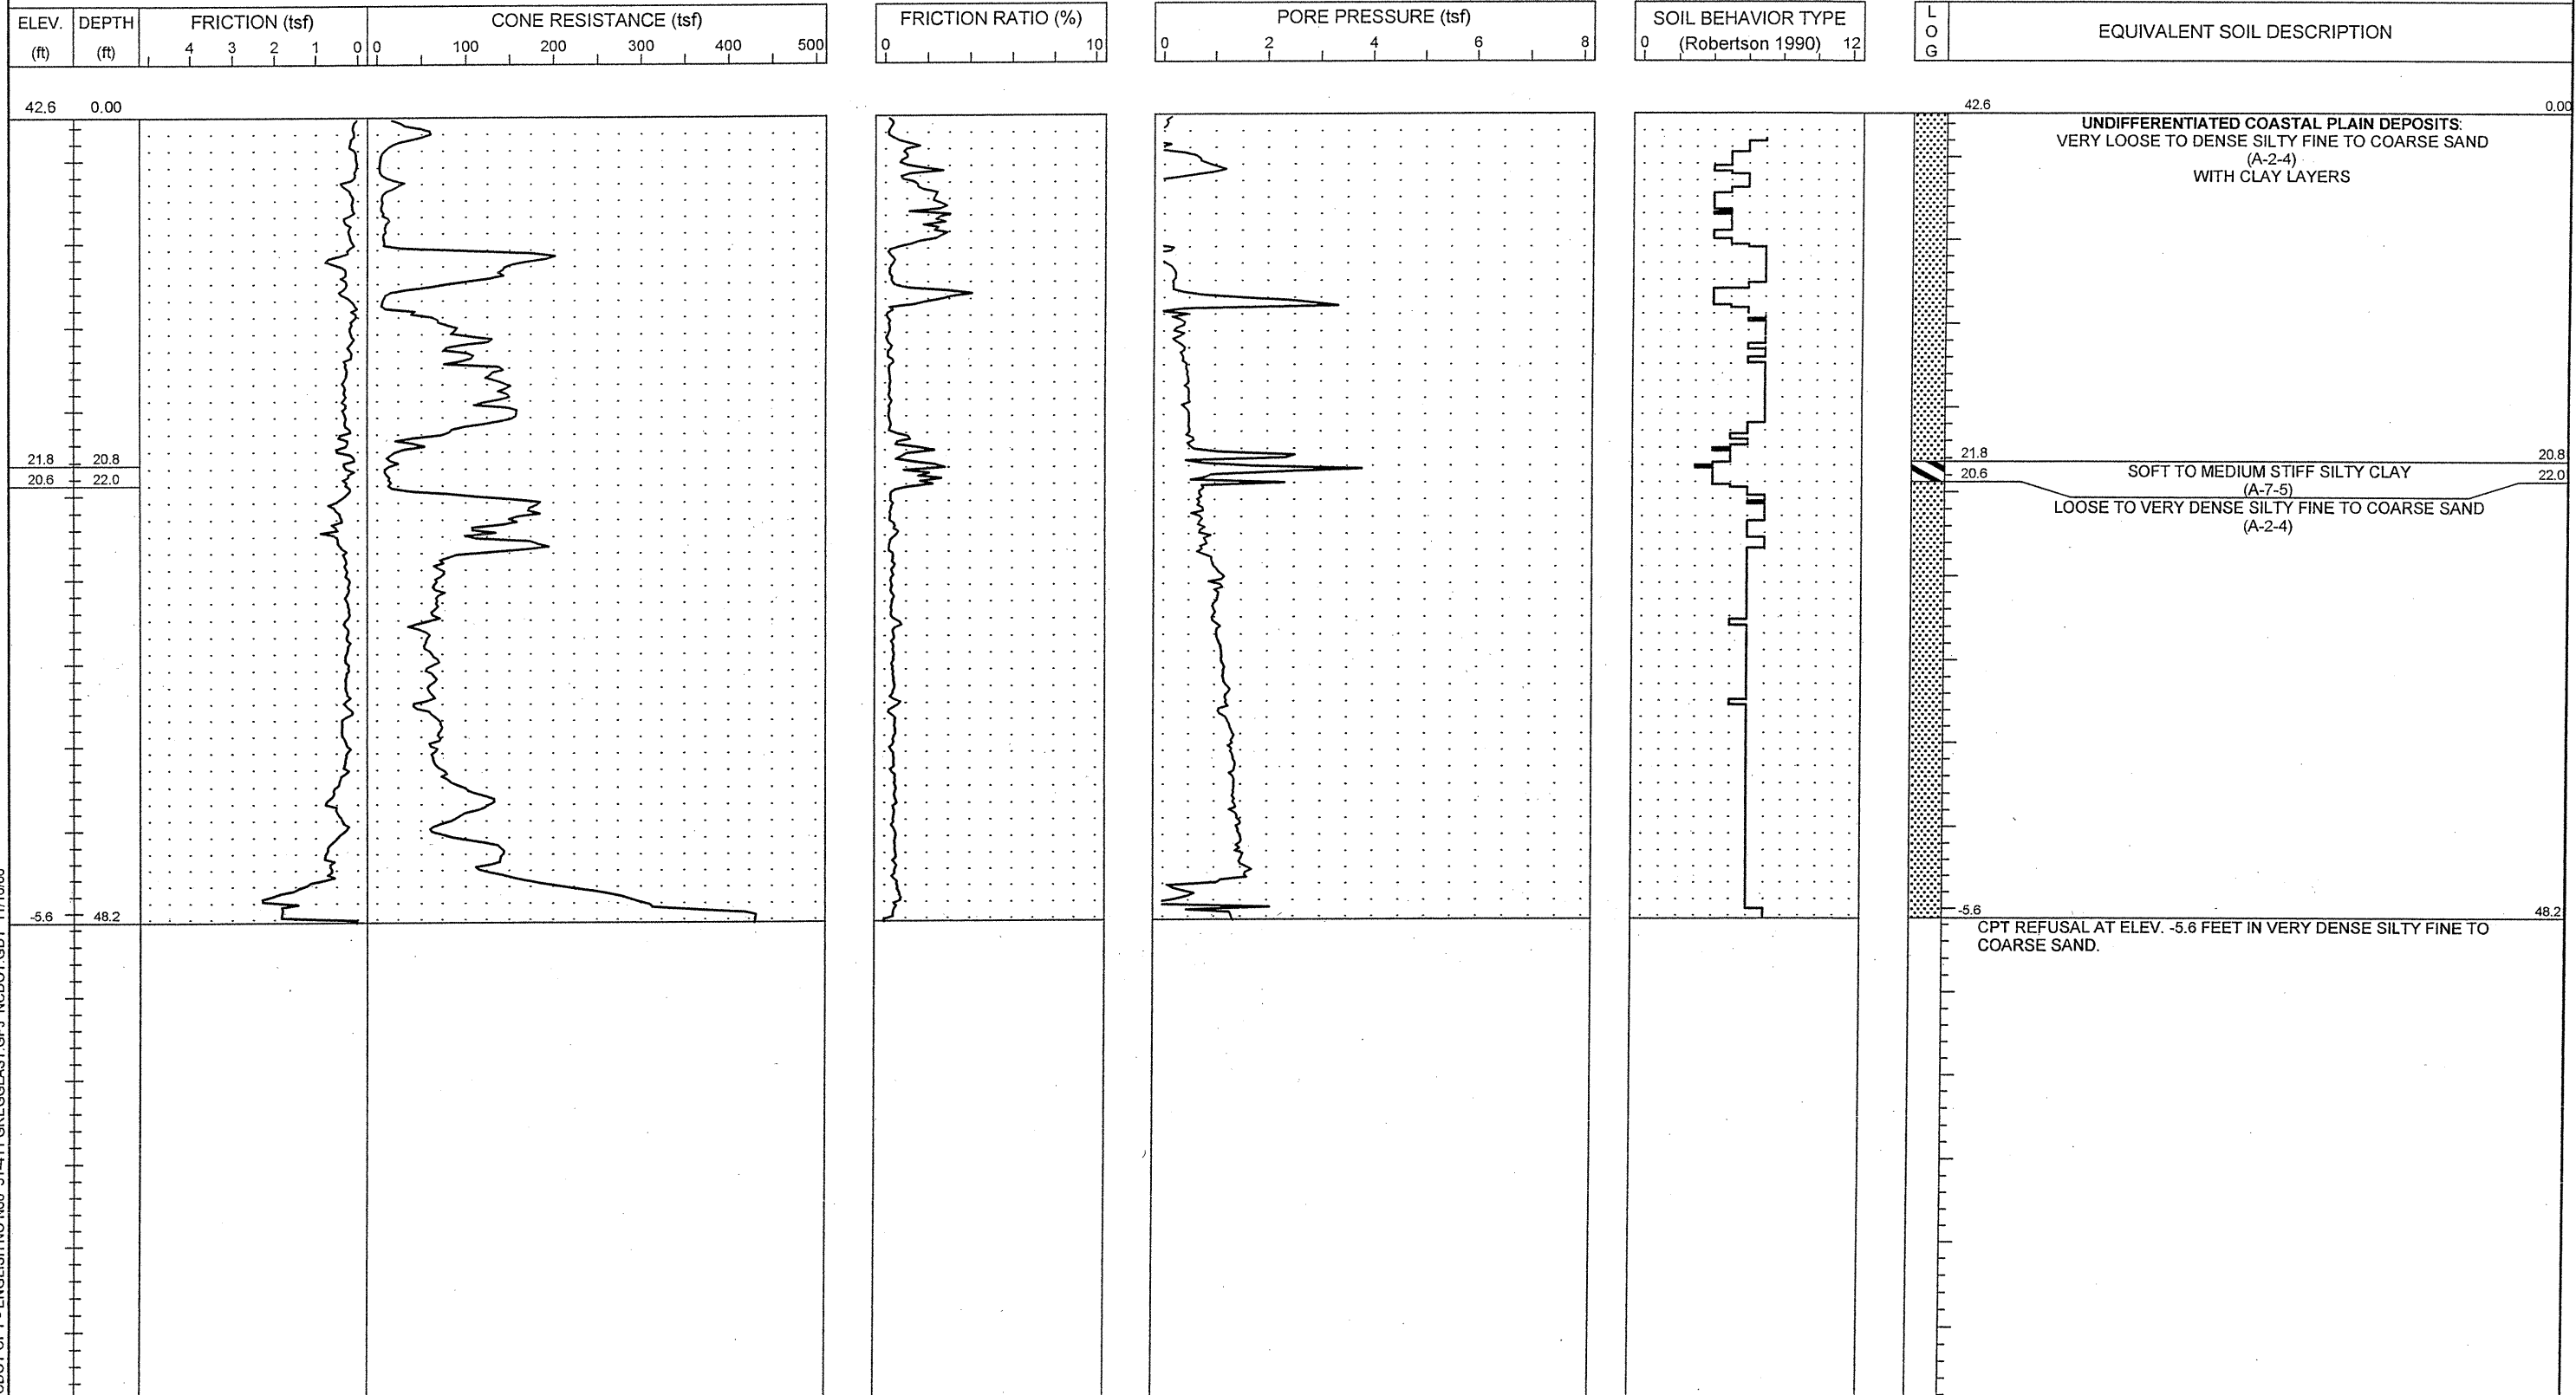 ELEV. DEPTH FRICTION (tsf) CONE RESISTANCE (tsf) FRICTION RATIO (%) PORE PRESSURE (tsf) SOIL BEHAVIOR TYPE L O G EQUIVALENT SOIL DESCRIPTION
(ft) (ft) 4 3 2 1 0 0 100 200 300 400 500 0 10 0 2 4 6 8 0 (Robertson 1990) 12
42.6 0.00 42.6 0.00
UNDIFFERENTIATED COASTAL PLAIN DEPOSITS:
VERY LOOSE TO DENSE SILTY FINE TO COARSE SAND
(A-2-4)
WITH CLAY LAYERS
21.8 20.8 21.8 20.8
20.6 22.0 20.6 SOFT TO MEDIUM STIFF SILTY CLAY 22.0
(A-7-5)
LOOSE TO VERY DENSE SILTY FINE TO COARSE SAND
(A-2-4)
-5.6 48.2 -5.6 48.2
CPT REFUSAL AT ELEV. -5.6 FEET IN VERY DENSE SILTY FINE TO
COARSE SAND.